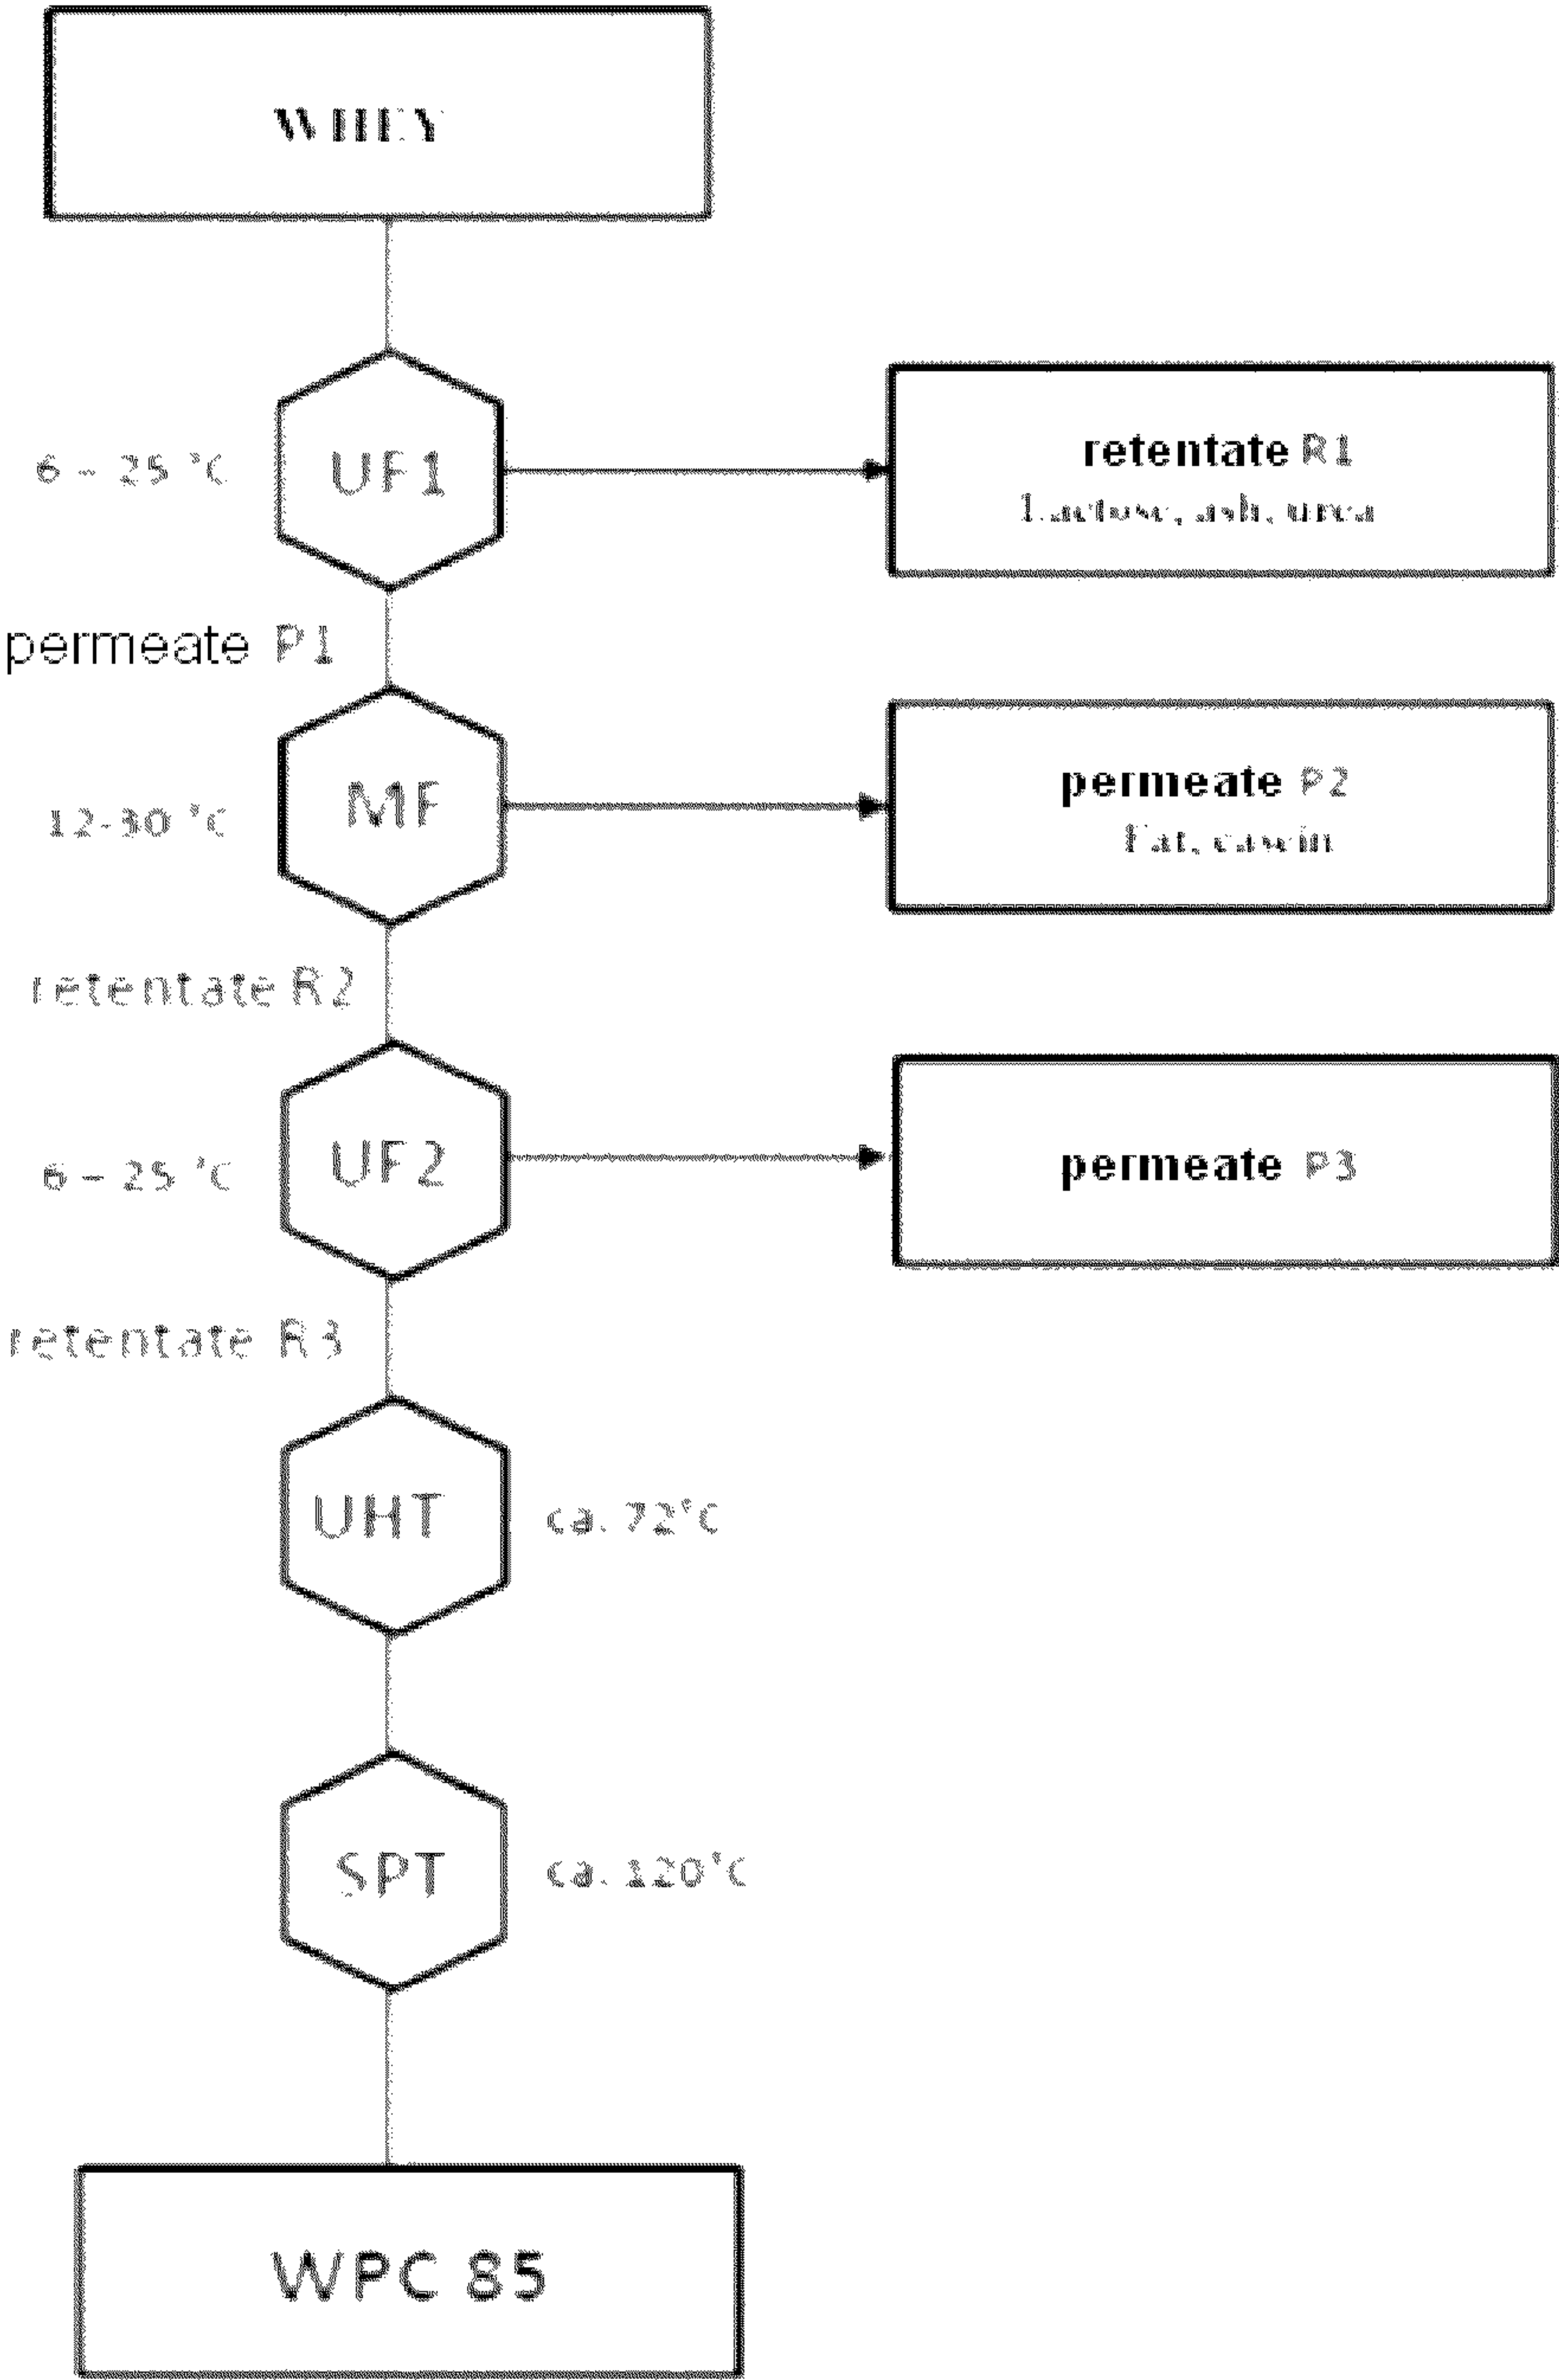 WHEY
6 – 25 °C
UF1
retentate R1
Lactose, ash, urea
permeate P1
12-30 °C
MF
permeate P2
Fat, casein
retentate R2
6 – 25 °C
UF2
permeate P3
retentate R3
UHT
ca. 72°C
SPT
ca. 120°C
WPC 85